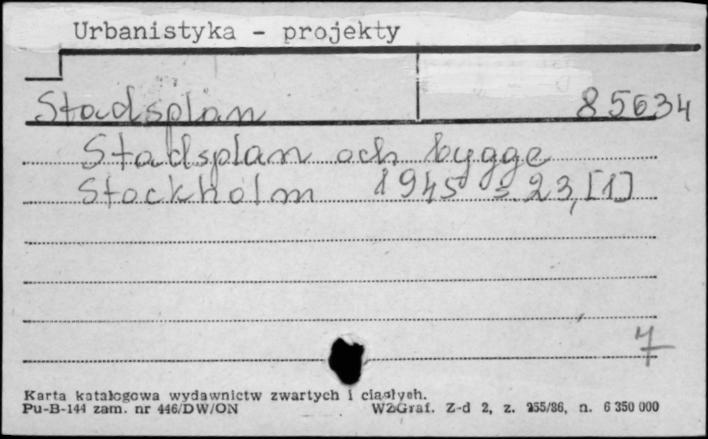 Urbanistyka - projekty
Stadsplan 85634
Stadsplan och bygge
Stockholm 1945 s. 23, [1]
7
Karta katalogowa wydawnictw zwartych i ciągłych.
Pu-B-144 zam. nr 446/DW/ON WZGraf. Z-d 2, z. 955/86, n. 6 350 000